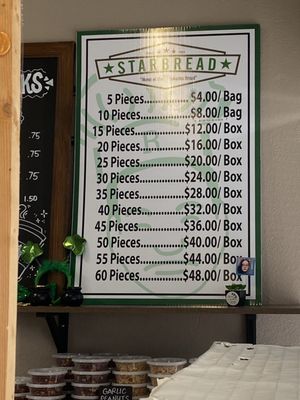 STARBREAD
5 Pieces..............$4.00/ Bag
10 Pieces..............$8.00/ Bag
15 Pieces..............$12.00/ Box
20 Pieces..............$16.00/ Box
25 Pieces..............$20.00/ Box
30 Pieces..............$24.00/ Box
35 Pieces..............$28.00/ Box
40 Pieces..............$32.00/ Box
45 Pieces..............$36.00/ Box
50 Pieces..............$40.00/ Box
55 Pieces..............$44.00/ Box
60 Pieces..............$48.00/ Box
KS
.75
.75
.75
1.50
GARLIC
PEANUTS